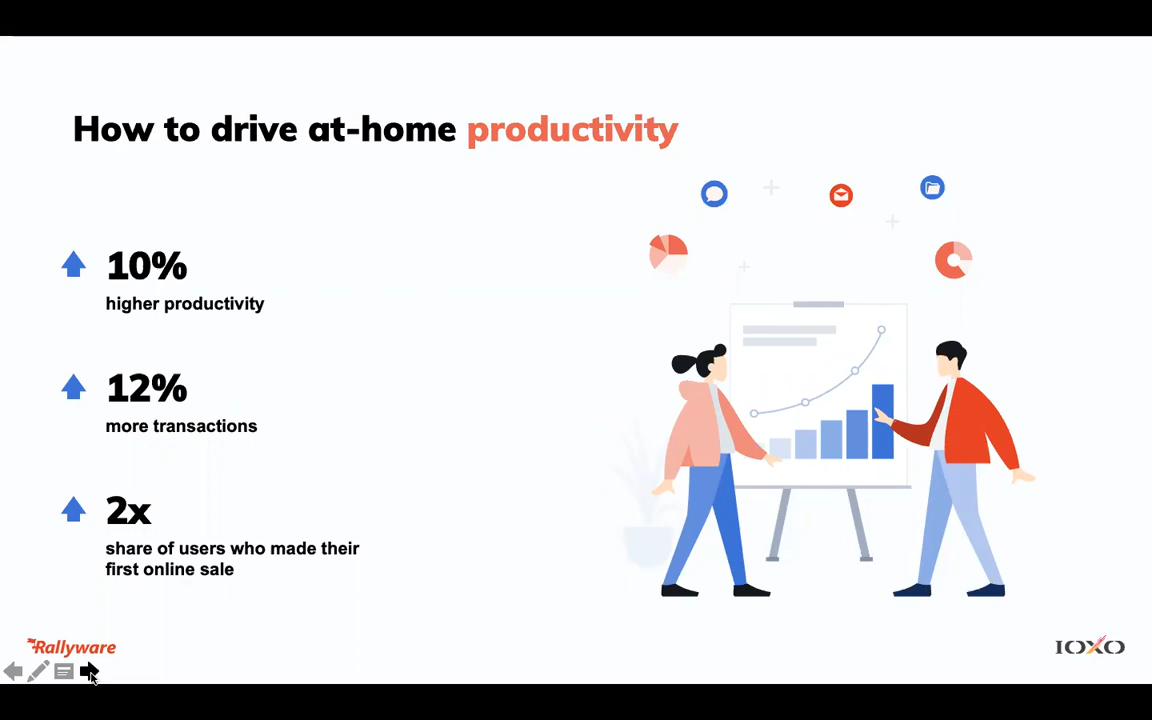 How to drive at-home productivity
10%
higher productivity
12%
more transactions
2x
share of users who made their
first online sale
Rallyware
IOXO